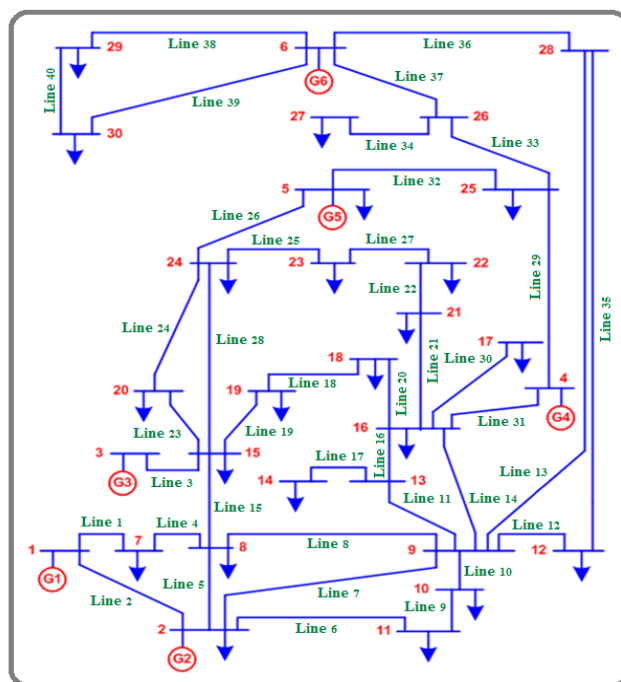 Line 38
Line 36
29
6
28
G6
Line 37
Line 40
Line 39
27
26
30
Line 34
Line 33
Line 32
5
25
G5
Line 26
Line 25
Line 27
24
23
22
Line 29
Line 22
Line 35
21
Line 24
Line 28
Line 21
17
Line 30
18
20
19
Line 18
Line 20
4
G4
Line 23
Line 19
16
Line 31
3
15
Line 17
Line 16
Line 13
G3
Line 3
14
13
Line 15
Line 11
Line 14
Line 1
Line 4
Line 8
Line 12
1
7
8
9
12
G1
Line 2
Line 5
Line 7
Line 10
10
Line 9
2
Line 6
11
G2